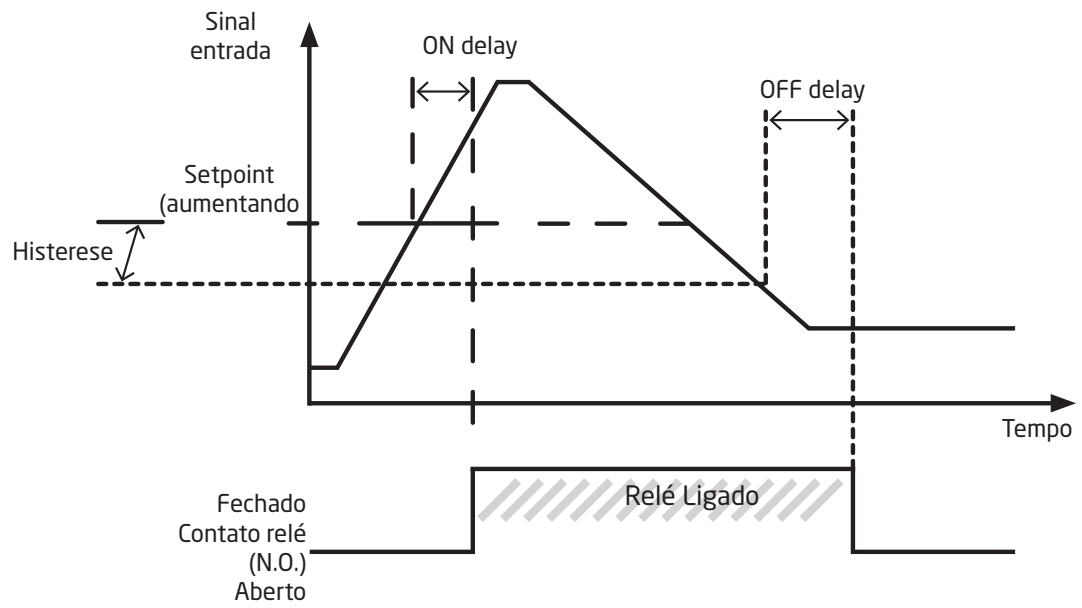 Sinal
entrada
ON delay
OFF delay
Setpoint
(aumentando
Histerese
Tempo
Relé Ligado
Fechado
Contato relé
(N.O.)
Aberto